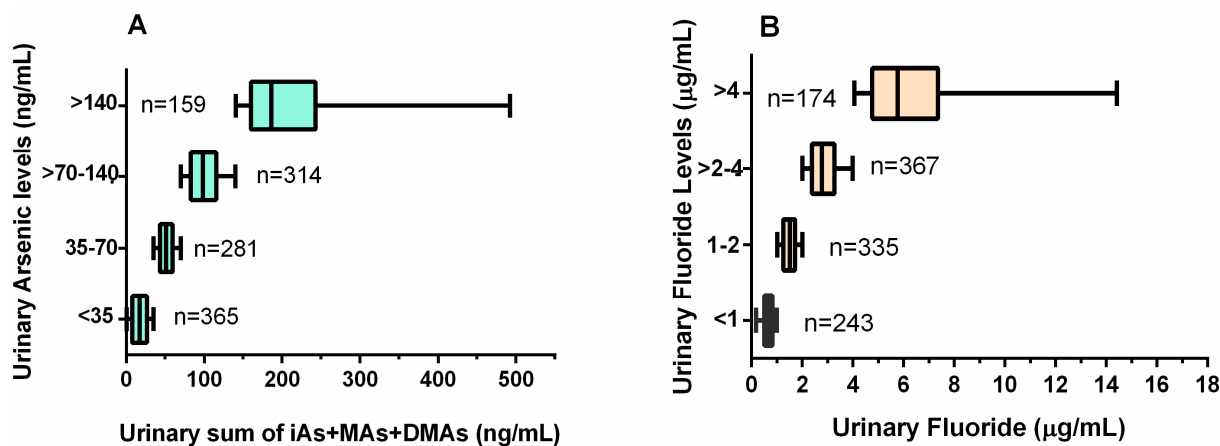 A
Urinary Arsenic levels (ng/mL)
>140
n=159
>70-140
n=314
35-70
n=281
<35
n=365
0 100 200 300 400 500
Urinary sum of iAs+MAs+DMAs (ng/mL)
B
Urinary Fluoride Levels (µg/mL)
>4
n=174
>2-4
n=367
1-2
n=335
<1
n=243
0 2 4 6 8 10 12 14 16 18
Urinary Fluoride (µg/mL)